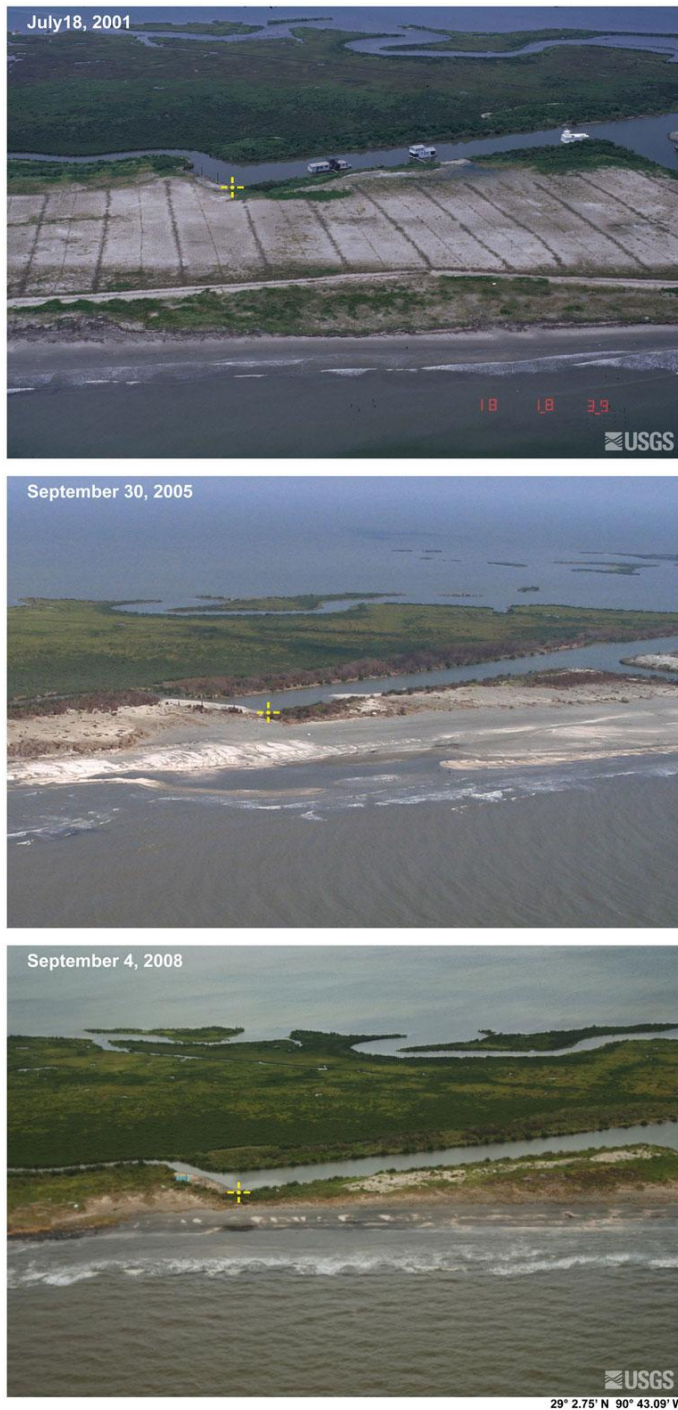 July18, 2001
18 18 39
USGS
September 30, 2005
September 4, 2008
USGS
29° 2.75' N 90° 43.09' W